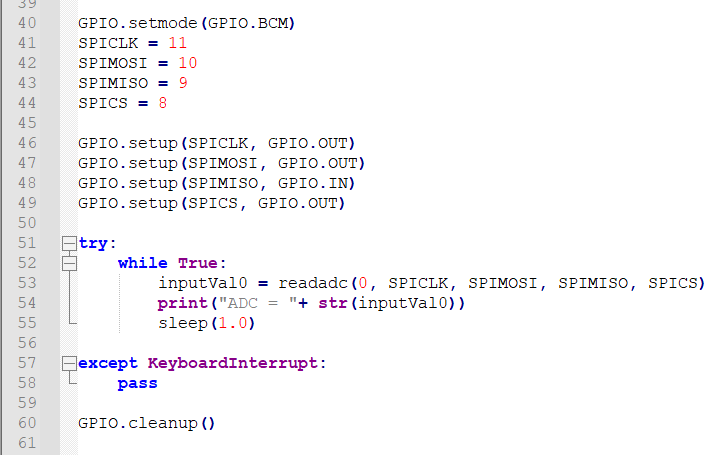 39
40 GPIO.setmode(GPIO.BCM)
41 SPICLK = 11
42 SPIMOSI = 10
43 SPIMISO = 9
44 SPICS = 8
45
46 GPIO.setup(SPICLK, GPIO.OUT)
47 GPIO.setup(SPIMOSI, GPIO.OUT)
48 GPIO.setup(SPIMISO, GPIO.IN)
49 GPIO.setup(SPICS, GPIO.OUT)
50
51 try:
52     while True:
53         inputVal0 = readadc(0, SPICLK, SPIMOSI, SPIMISO, SPICS)
54         print("ADC = "+ str(inputVal0))
55         sleep(1.0)
56
57 except KeyboardInterrupt:
58     pass
59
60 GPIO.cleanup()
61